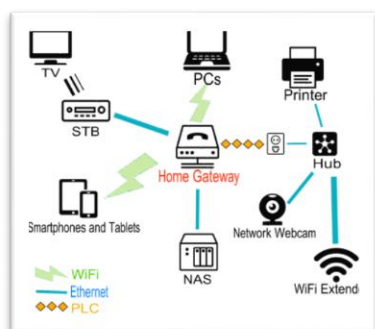 TV
PCs
Printer
STB
Hub
Home Gateway
Smartphones and Tablets
Network Webcam
NAS
WiFi Extend
WiFi
Ethernet
PLC